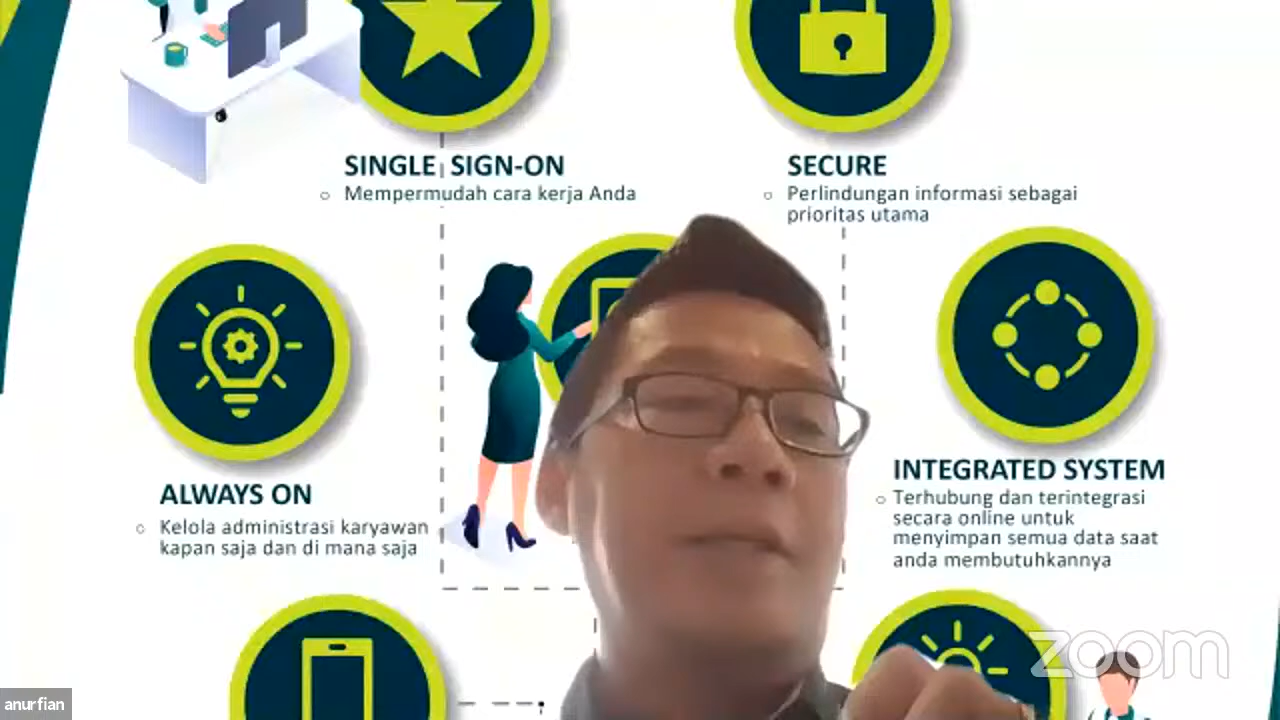 SINGLE SIGN-ON
Mempermudah cara kerja Anda
SECURE
Perlindungan informasi sebagai
prioritas utama
ALWAYS ON
Kelola administrasi karyawan
kapan saja dan di mana saja
INTEGRATED SYSTEM
Terhubung dan terintegrasi
secara online untuk
menyimpan semua data saat
anda membutuhkannya
zoom
anurfian